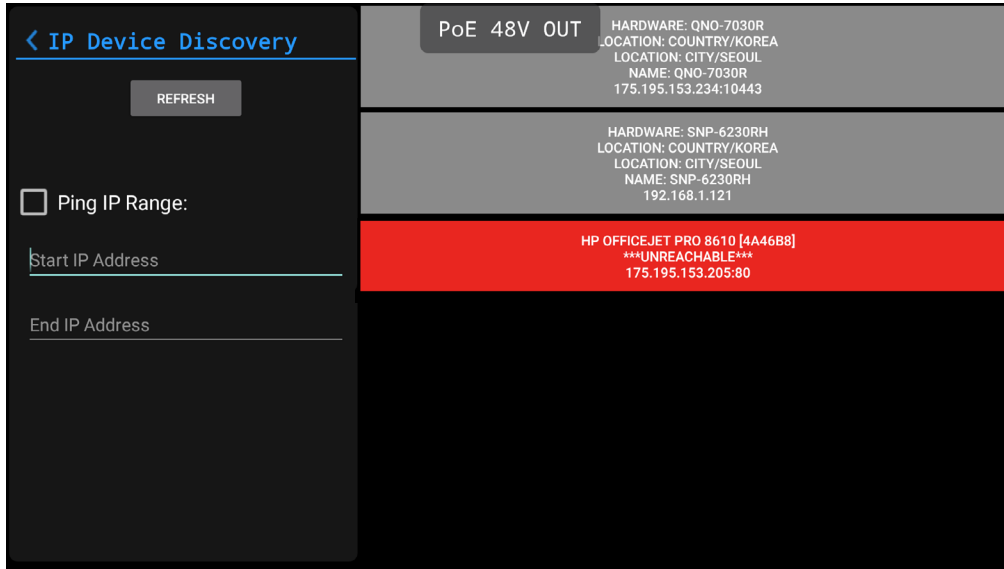 IP Device Discovery
REFRESH
Ping IP Range:
Start IP Address
End IP Address
PoE 48V OUT
HARDWARE: QNO-7030R
LOCATION: COUNTRY/KOREA
LOCATION: CITY/SEOUL
NAME: QNO-7030R
175.195.153.234:10443
HARDWARE: SNP-6230RH
LOCATION: COUNTRY/KOREA
LOCATION: CITY/SEOUL
NAME: SNP-6230RH
192.168.1.121
HP OFFICEJET PRO 8610 [4A46B8]
***UNREACHABLE***
175.195.153.205:80